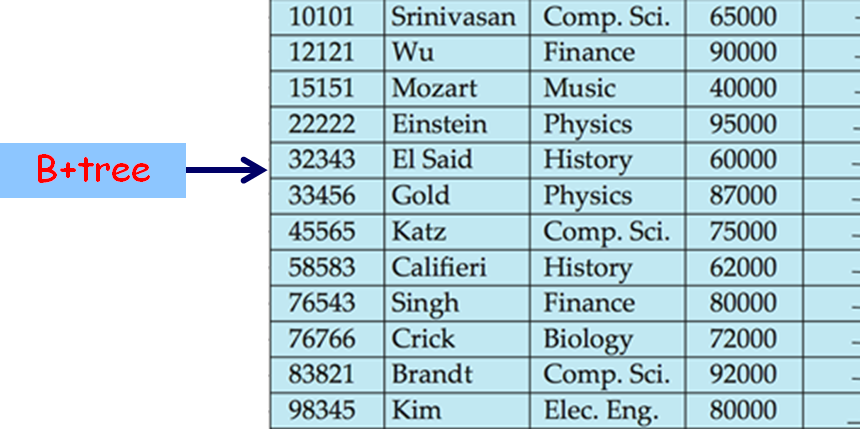 10101 Srinivasan Comp. Sci. 65000
12121 Wu Finance 90000
15151 Mozart Music 40000
22222 Einstein Physics 95000
B+tree
32343 El Said History 60000
33456 Gold Physics 87000
45565 Katz Comp. Sci. 75000
58583 Califieri History 62000
76543 Singh Finance 80000
76766 Crick Biology 72000
83821 Brandt Comp. Sci. 92000
98345 Kim Elec. Eng. 80000